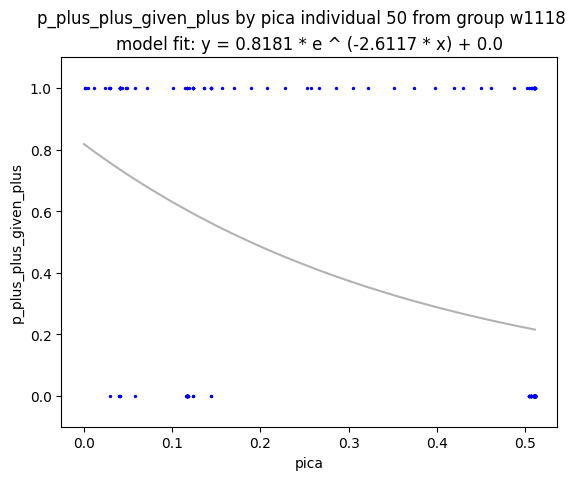 p_plus_plus_given_plus by pica individual 50 from group w1118
model fit: y = 0.8181 * e ^ (-2.6117 * x) + 0.0
1.0
0.8
0.6
0.4
0.2
0.0
p_plus_plus_given_plus
0.0 0.1 0.2 0.3 0.4 0.5
pica